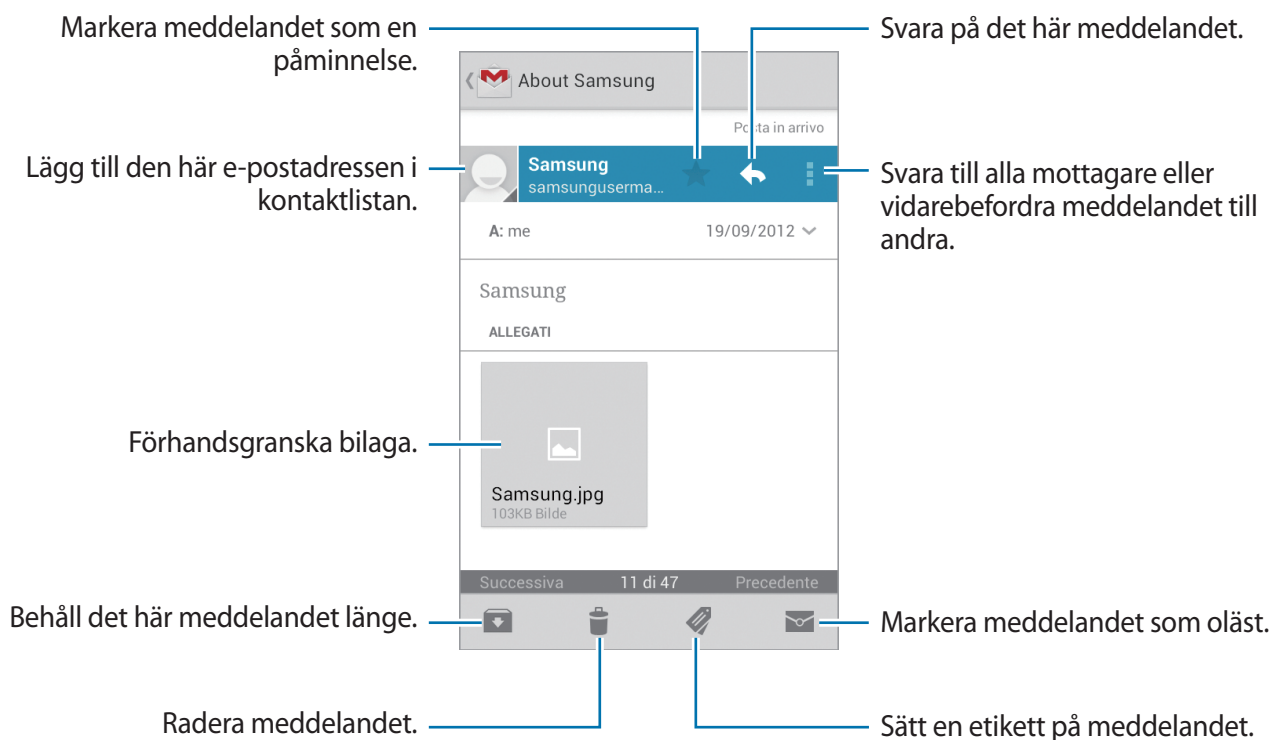 Markera meddelandet som en
påminnelse.
Svara på det här meddelandet.
About Samsung
Posta in arrivo
Lägg till den här e-postadressen i
kontaktlistan.
Samsung
samsunguserma...
Svara till alla mottagare eller
vidarebefordra meddelandet till
andra.
A: me 19/09/2012
Samsung
ALLEGATI
Förhandsgranska bilaga.
Samsung.jpg
103KB Bilde
Successiva 11 di 47 Precedente
Behåll det här meddelandet länge.
Markera meddelandet som oläst.
Radera meddelandet.
Sätt en etikett på meddelandet.